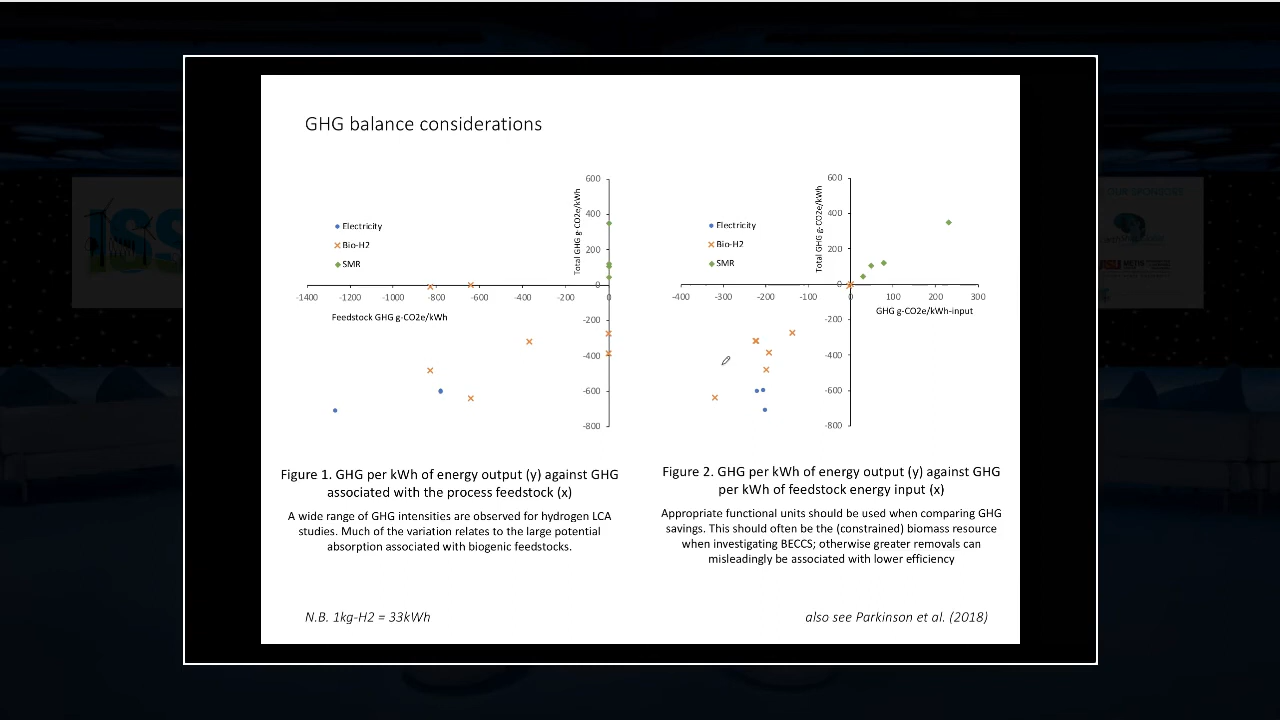 GHG balance considerations
Total GHG g-CO2e/kWh
600
400
200
0
-200
-400
-600
-800
-1400 -1200 -1000 -800 -600 -400 -200 0
Electricity
Bio-H2
SMR
Feedstock GHG g-CO2e/kWh
Figure 1. GHG per kWh of energy output (y) against GHG
associated with the process feedstock (x)
A wide range of GHG intensities are observed for hydrogen LCA
studies. Much of the variation relates to the large potential
absorption associated with biogenic feedstocks.
N.B. 1kg-H2 = 33kWh
Total GHG g-CO2e/kWh
600
400
200
0
-200
-400
-600
-800
-400 -300 -200 -100 0 100 200 300
Electricity
Bio-H2
SMR
GHG g-CO2e/kWh-input
Figure 2. GHG per kWh of energy output (y) against GHG
per kWh of feedstock energy input (x)
Appropriate functional units should be used when comparing GHG
savings. This should often be the (constrained) biomass resource
when investigating BECCS; otherwise greater removals can
misleadingly be associated with lower efficiency
also see Parkinson et al. (2018)
ISS